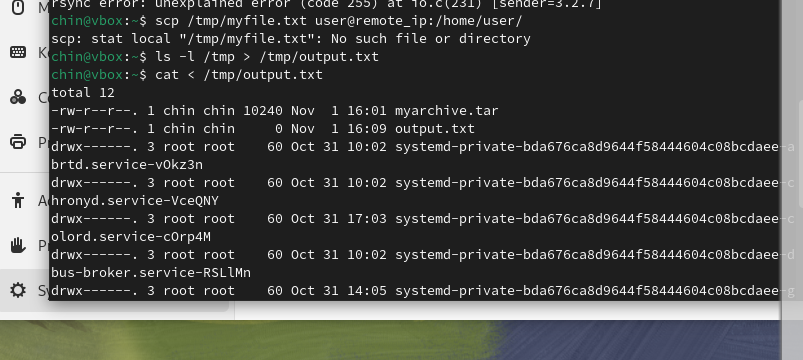 rsync error: unexplained error (code 255) at io.c(231) [sender=3.2.7]
chin@vbox:~$ scp /tmp/myfile.txt user@remote_ip:/home/user/
scp: stat local "/tmp/myfile.txt": No such file or directory
chin@vbox:~$ ls -l /tmp > /tmp/output.txt
chin@vbox:~$ cat < /tmp/output.txt
total 12
-rw-r--r--. 1 chin chin 10240 Nov  1 16:01 myarchive.tar
-rw-r--r--. 1 chin chin     0 Nov  1 16:09 output.txt
drwx------. 3 root root    60 Oct 31 10:02 systemd-private-bda676ca8d9644f58444604c08bcdaee-a
brtd.service-vOkz3n
drwx------. 3 root root    60 Oct 31 10:02 systemd-private-bda676ca8d9644f58444604c08bcdaee-c
hronyd.service-VceQNY
drwx------. 3 root root    60 Oct 31 17:03 systemd-private-bda676ca8d9644f58444604c08bcdaee-c
olord.service-cOrp4M
drwx------. 3 root root    60 Oct 31 10:02 systemd-private-bda676ca8d9644f58444604c08bcdaee-d
bus-broker.service-RSLlMn
drwx------. 3 root root    60 Oct 31 14:05 systemd-private-bda676ca8d9644f58444604c08bcdaee-g